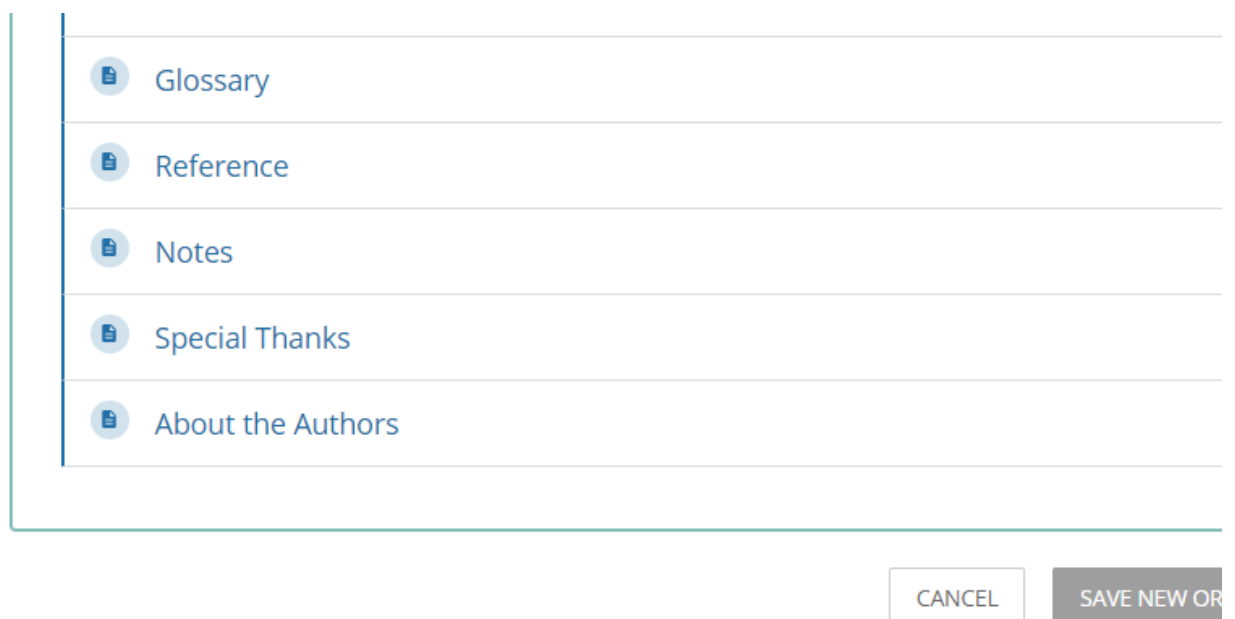 Glossary
Reference
Notes
Special Thanks
About the Authors
CANCEL SAVE NEW OR